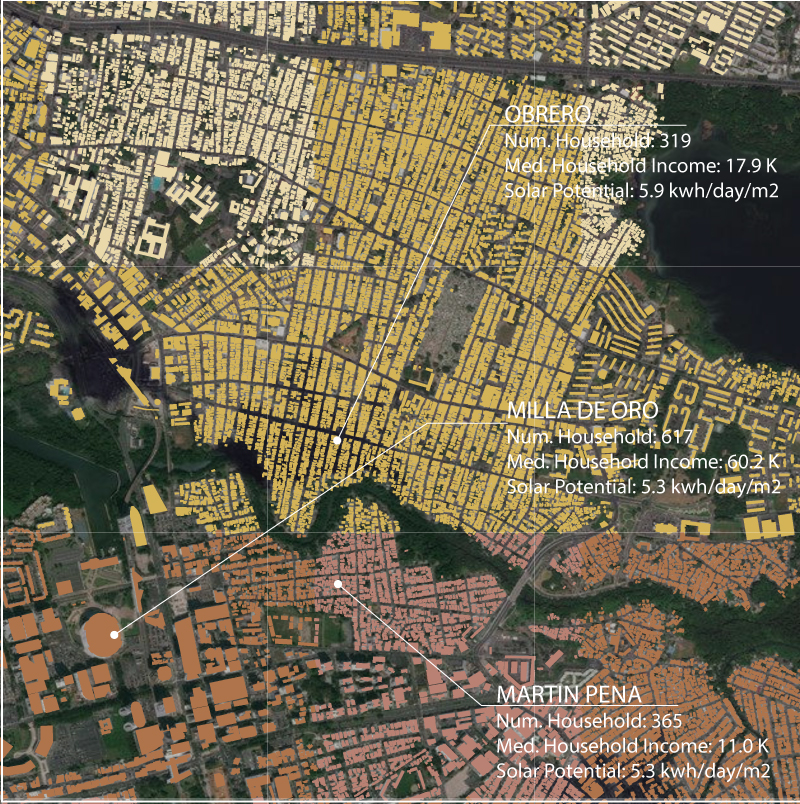 OBRERO
Num. Household: 319
Med. Household Income: 17.9 K
Solar Potential: 5.9 kwh/day/m2
MILLA DE ORO
Num. Household: 617
Med. Household Income: 60.2 K
Solar Potential: 5.3 kwh/day/m2
MARTIN PENA
Num. Household: 365
Med. Household Income: 11.0 K
Solar Potential: 5.3 kwh/day/m2